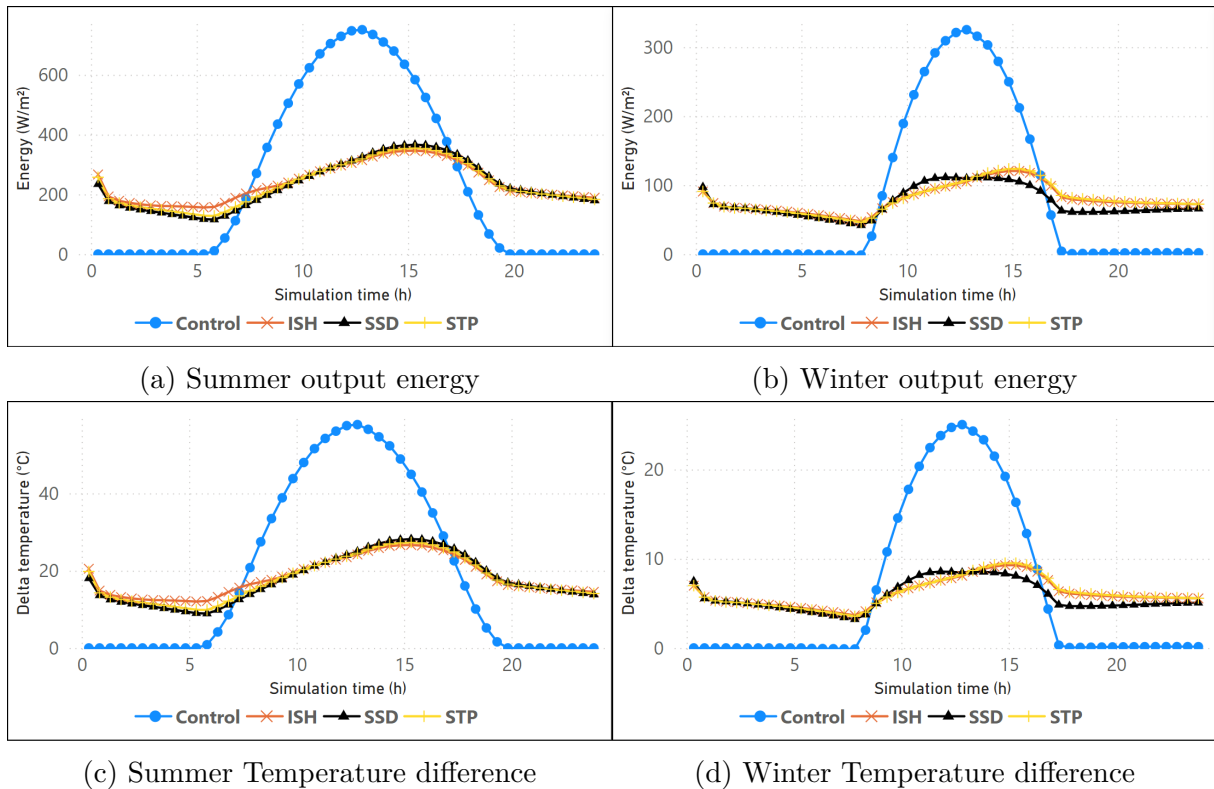 600
400
200
0
Energy (W/m²)
0 5 10 15 20
Simulation time (h)
Control ISH SSD STP
(a) Summer output energy
300
200
100
0
Energy (W/m²)
0 5 10 15 20
Simulation time (h)
Control ISH SSD STP
(b) Winter output energy
40
20
0
Delta temperature (°C)
0 5 10 15 20
Simulation time (h)
Control ISH SSD STP
(c) Summer Temperature difference
20
10
0
Delta temperature (°C)
0 5 10 15 20
Simulation time (h)
Control ISH SSD STP
(d) Winter Temperature difference